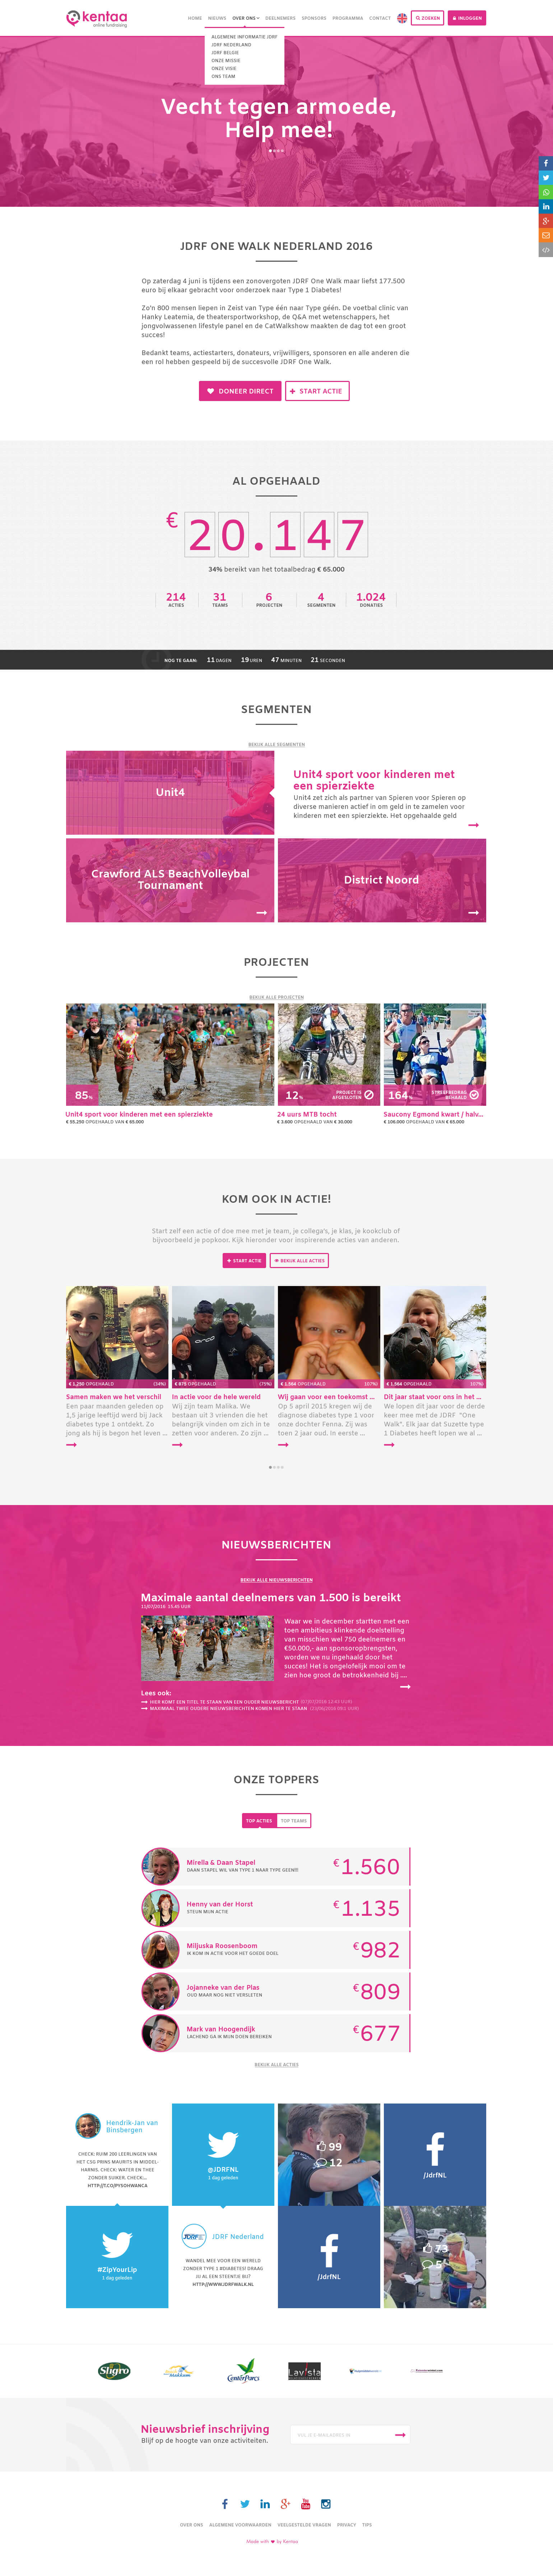 kentaa
online fundraising
HOME NIEUWS OVER ONS DEELNEMERS SPONSORS PROGRAMMA CONTACT ZOEKEN INLOGGEN
ALGEMENE INFORMATIE JDRF
JDRF NEDERLAND
JDRF BELGIE
ONZE MISSIE
ONZE VISIE
ONS TEAM
Vecht tegen armoede,
Help mee!
JDRF ONE WALK NEDERLAND 2016
Op zaterdag 4 juni is tijdens een zonovergoten JDRF One Walk maar liefst 177.500
euro bij elkaar gebracht voor onderzoek naar Type 1 Diabetes!
Zo'n 800 mensen liepen in Zeist van Type één naar Type géén. De voetbal clinic van
Hanky Leatemia, de theatersportworkshop, de Q&A met wetenschappers, het
jongvolwassenen lifestyle panel en de CatWalkshow maakten de dag tot een groot
succes!
Bedankt teams, actiestarters, donateurs, vrijwilligers, sponsoren en alle anderen die
een rol hebben gespeeld bij de succesvolle JDRF One Walk.
DONEER DIRECT START ACTIE
AL OPGEHAALD
€ 20.147
34% bereikt van het totaalbedrag € 65.000
214 31 6 4 1.024
ACTIES TEAMS PROJECTEN SEGMENTEN DONATIES
NOG TE GAAN: 11 DAGEN 19 UREN 47 MINUTEN 21 SECONDEN
SEGMENTEN
BEKIJK ALLE SEGMENTEN
Unit4
Unit4 sport voor kinderen met
een spierziekte
Unit4 zet zich als partner van Spieren voor Spieren op
diverse manieren actief in om geld in te zamelen voor
kinderen met een spierziekte. Het opgehaalde geld
Crawford ALS BeachVolleybal
Tournament
District Noord
PROJECTEN
BEKIJK ALLE PROJECTEN
85%
12% PROJECT IS
AFGESLOTEN
164% STREEFBEDRAG
BEHAALD
Unit4 sport voor kinderen met een spierziekte
€ 55.250 OPGEHAALD VAN € 65.000
24 uurs MTB tocht
€ 3.600 OPGEHAALD VAN € 30.000
Saucony Egmond kwart / halv...
€ 106.000 OPGEHAALD VAN € 65.000
KOM OOK IN ACTIE!
Start zelf een actie of doe mee met je team, je collega's, je klas, je kookclub of
bijvoorbeeld je popkoor. Kijk hieronder voor inspirerende acties van anderen.
START ACTIE BEKIJK ALLE ACTIES
€ 1,250 OPGEHAALD (34%)
Samen maken we het verschil
Een paar maanden geleden op
1,5 jarige leeftijd werd bij Jack
diabetes type 1 ontdekt. Zo
jong als hij is begon het leven ...
€ 875 OPGEHAALD (75%)
In actie voor de hele wereld
Wij zijn team Malika. We
bestaan uit 3 vrienden die het
belangrijk vinden om zich in te
zetten voor anderen. Zo zijn ...
€ 1,564 OPGEHAALD
Wij gaan voor een toekomst ...
Op 5 april 2015 kregen wij de
diagnose diabetes type 1 voor
onze dochter Fenna. Zij was
toen 2 jaar oud. In eerste ...
€ 1,564 OPGEHAALD
Dit jaar staat voor ons in het ...
We lopen dit jaar voor de derde
keer mee met de JDRF "One
Walk". Elk jaar dat Suzette type
1 Diabetes heeft lopen we al ...
NIEUWSBERICHTEN
BEKIJK ALLE NIEUWSBERICHTEN
Maximale aantal deelnemers van 1.500 is bereikt
11/07/2016 15.45 UUR
Waar we in december startten met een
toen ambitieus klinkende doelstelling
van misschien wel 750 deelnemers en
€50.000,- aan sponsoropbrengsten,
worden we nu ingehaald door het
succes! Het is ongelofelijk mooi om te
zien hoe groot de betrokkenheid bij ....
Lees ook:
HIER KOMT EEN TITEL TE STAAN VAN EEN OUDER NIEUWSBERICHT
MAXIMAAL TWEE OUDERE NIEUWSBERICHTEN KOMEN HIER TE STAAN
ONZE TOPPERS
TOP ACTIES TOP TEAMS
Mirella & Daan Stapel
DAAN STAPEL WIL VAN TYPE 1 NAAR TYPE GEEN!!!
€1.560
Henny van der Horst
STEUN MIJN ACTIE
€1.135
Miljuska Roosenboom
IK KOM IN ACTIE VOOR HET GOEDE DOEL
€982
Jojanneke van der Plas
OUD MAAR NOG NIET VERSLETEN
€809
Mark van Hoogendijk
LACHEND GA IK MIJN DOEN BEREIKEN
€677
BEKIJK ALLE ACTIES
Hendrik-Jan van
Binsbergen
CHECK: RUIM 200 LEERLINGEN VAN
HET CSG PRINS MAURITS IN MIDDEL-
HARNIS. CHECK: WATER EN THEE
ZONDER SUIKER. CHECK:...
HTTP://T.CO/PYSOHWANCA
@JDRFNL
1 dag geleden
99
12
/JdrfNL
#ZipYourLip
1 dag geleden
JDRF Nederland
WANDEL MEE VOOR EEN WERELD
ZONDER TYPE 1 #DIABETES! DRAAG
JIJ AL EEN STEENTJE BIJ?
HTTP://WWW.JDRFWALK.NL
/JdrfNL
73
5
Sligro
CenterParcs
Lavista
Nieuwsbrief inschrijving
Blijf op de hoogte van onze activiteiten.
VUL JE E-MAILADRES IN
OVER ONS ALGEMENE VOORWAARDEN VEELGESTELDE VRAGEN PRIVACY TIPS
Made with ❤ by Kentaa